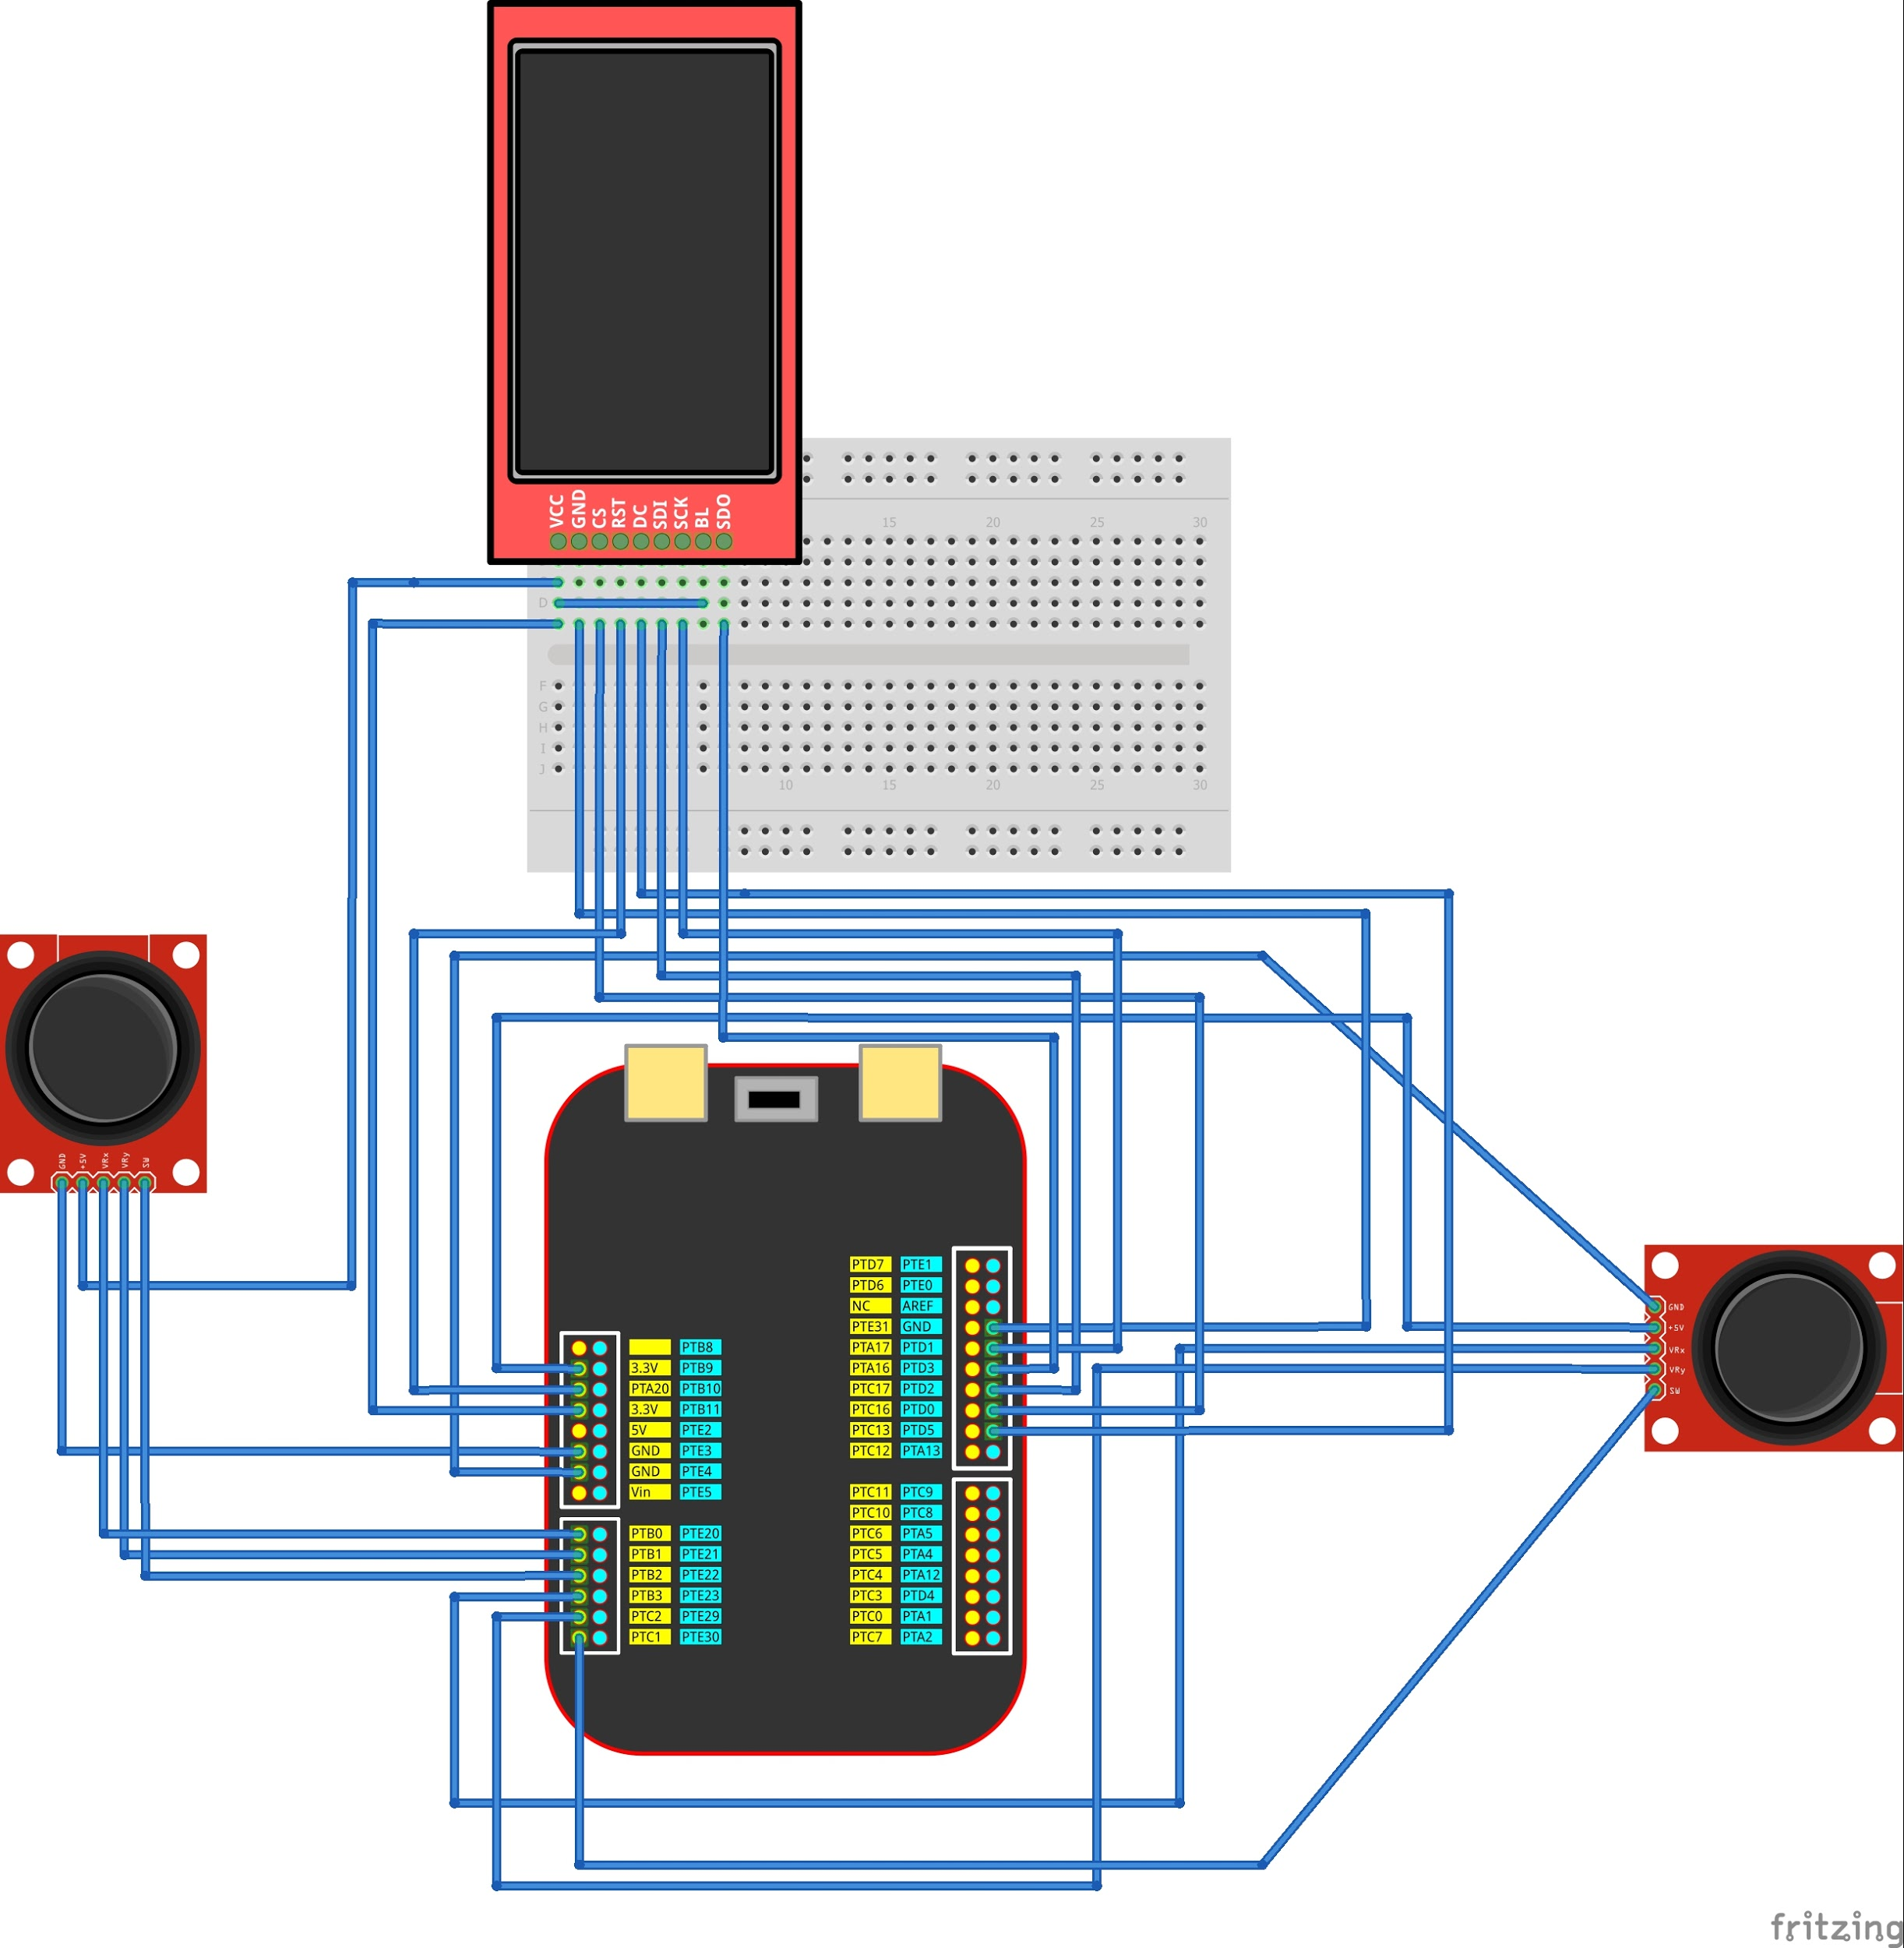 VCC GND CS RST DC SDI SCK BL SDO
15 20 25 30
D
F
G
H
I
J
10 15 20 25 30
GND +5V VRx VRy SW
PTD7 PTE1
PTD6 PTE0
NC AREF
PTE31 GND
PTA17 PTD1
PTA16 PTD3
PTC17 PTD2
PTC16 PTD0
PTC13 PTD5
PTC12 PTA13
PTB8
3.3V PTB9
PTA20 PTB10
3.3V PTB11
5V PTE2
GND PTE3
GND PTE4
Vin PTE5
PTC11 PTC9
PTC10 PTC8
PTC6 PTA5
PTC5 PTA4
PTC4 PTA12
PTC3 PTD4
PTC0 PTA1
PTC7 PTA2
PTB0 PTE20
PTB1 PTE21
PTB2 PTE22
PTB3 PTE23
PTC2 PTE29
PTC1 PTE30
GND
+5V
VRx
VRy
SW
fritzing